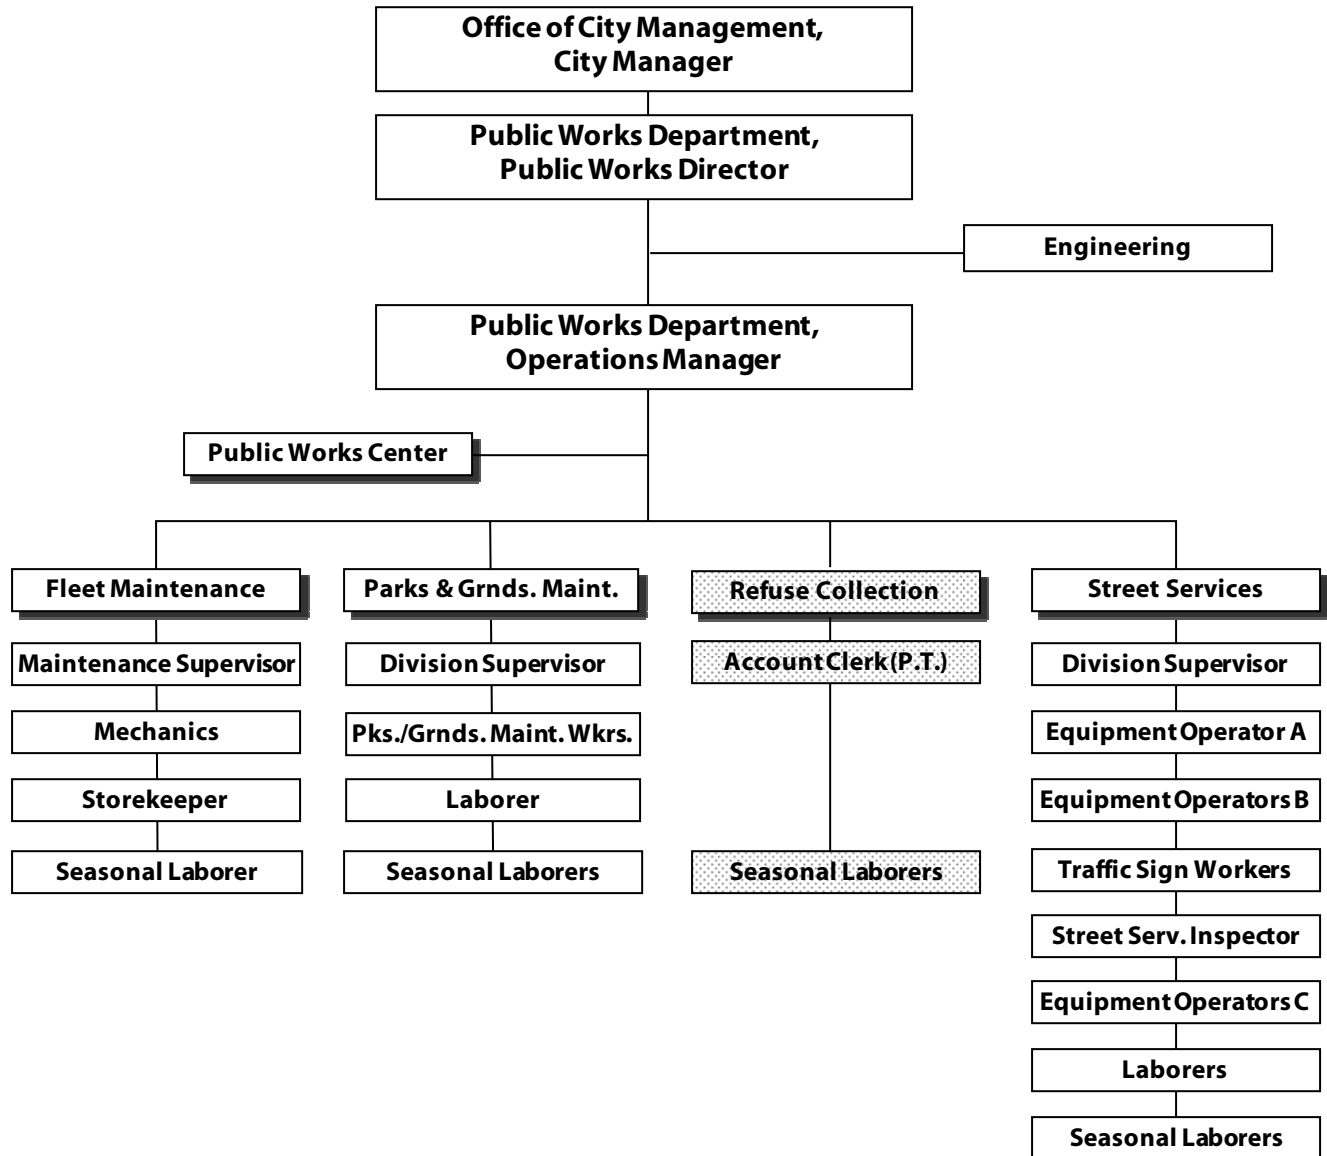 Office of City Management,
City Manager
Public Works Department,
Public Works Director
Engineering
Public Works Department,
Operations Manager
Public Works Center
Fleet Maintenance
Maintenance Supervisor
Mechanics
Storekeeper
Seasonal Laborer
Parks & Grnds. Maint.
Division Supervisor
Pks./Grnds. Maint. Wkrs.
Laborer
Seasonal Laborers
Refuse Collection
Account Clerk (P.T.)
Seasonal Laborers
Street Services
Division Supervisor
Equipment Operator A
Equipment Operators B
Traffic Sign Workers
Street Serv. Inspector
Equipment Operators C
Laborers
Seasonal Laborers